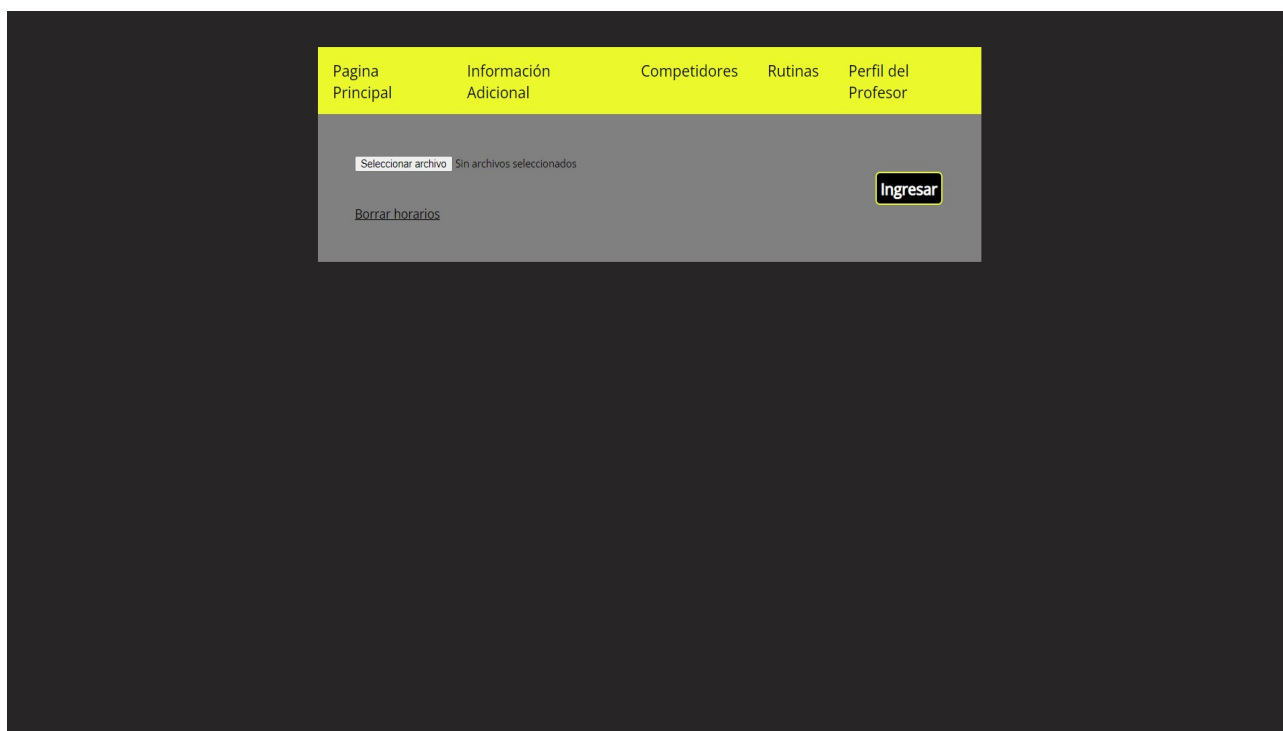 Pagina Principal
Información Adicional
Competidores
Rutinas
Perfil del Profesor
Seleccionar archivo Sin archivos seleccionados
Ingresar
Borrar horarios